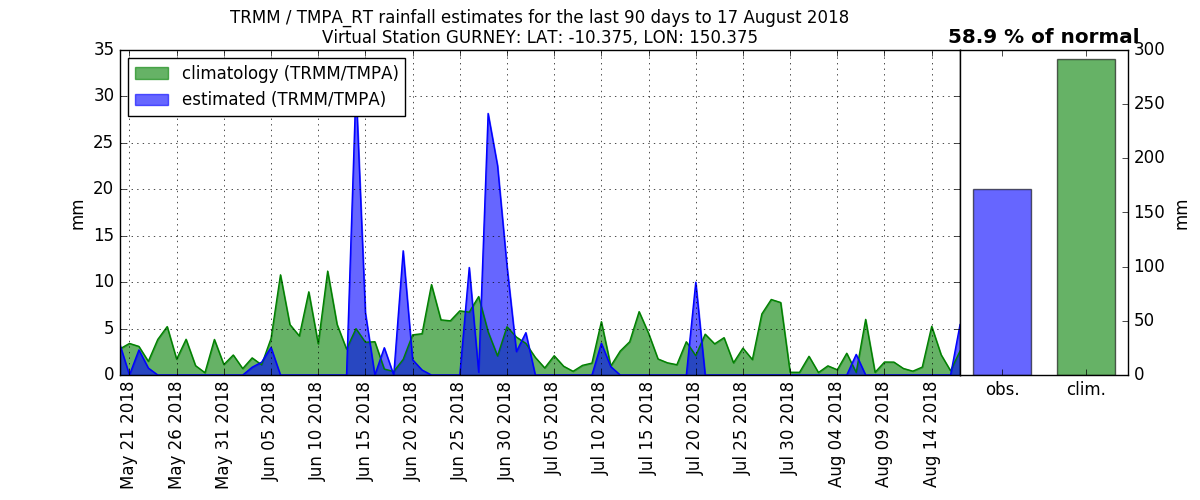 TRMM / TMPA_RT rainfall estimates for the last 90 days to 17 August 2018
Virtual Station GURNEY: LAT: -10.375, LON: 150.375
58.9 % of normal
climatology (TRMM/TMPA)
estimated (TRMM/TMPA)
35
30
25
20
15
10
5
0
mm
May 21 2018
May 26 2018
May 31 2018
Jun 05 2018
Jun 10 2018
Jun 15 2018
Jun 20 2018
Jun 25 2018
Jun 30 2018
Jul 05 2018
Jul 10 2018
Jul 15 2018
Jul 20 2018
Jul 25 2018
Jul 30 2018
Aug 04 2018
Aug 09 2018
Aug 14 2018
obs.
clim.
300
250
200
150
100
50
0
mm